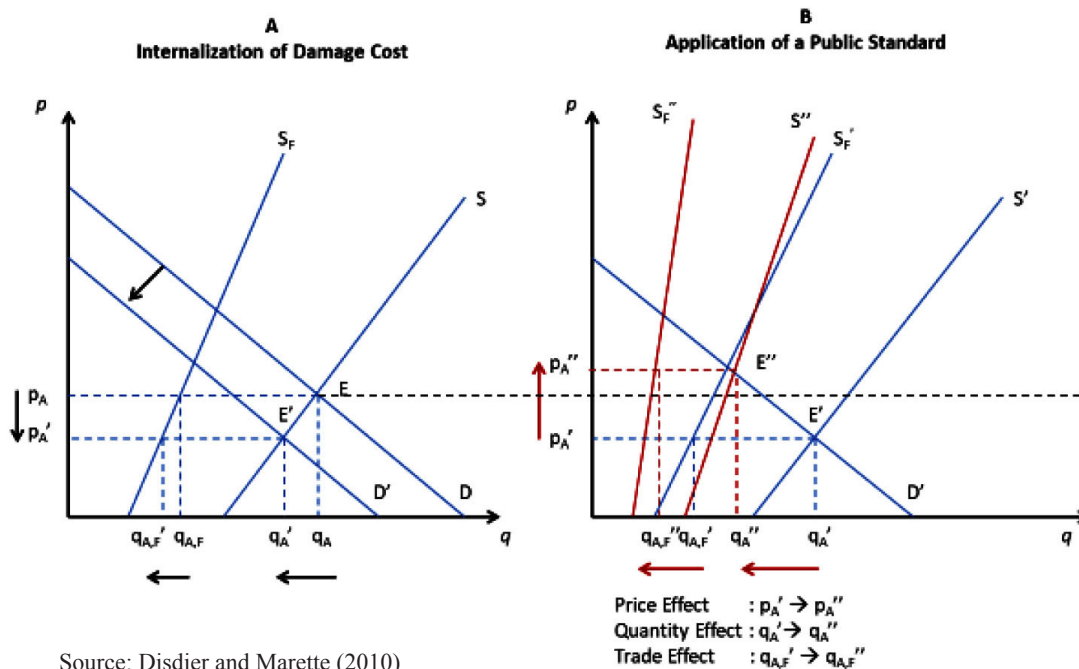 A
Internalization of Damage Cost
p
S_F
S
p_A
p_A'
E
E'
D'
D
q_A,F'
q_A,F
q_A'
q_A
q
B
Application of a Public Standard
p
S_F''
S''
S_F'
S'
p_A''
p_A'
E''
E'
D'
q_A,F''
q_A,F'
q_A''
q_A'
q
Price Effect : p_A' → p_A''
Quantity Effect : q_A' → q_A''
Trade Effect : q_A,F' → q_A,F''
Source: Disdier and Marette (2010)